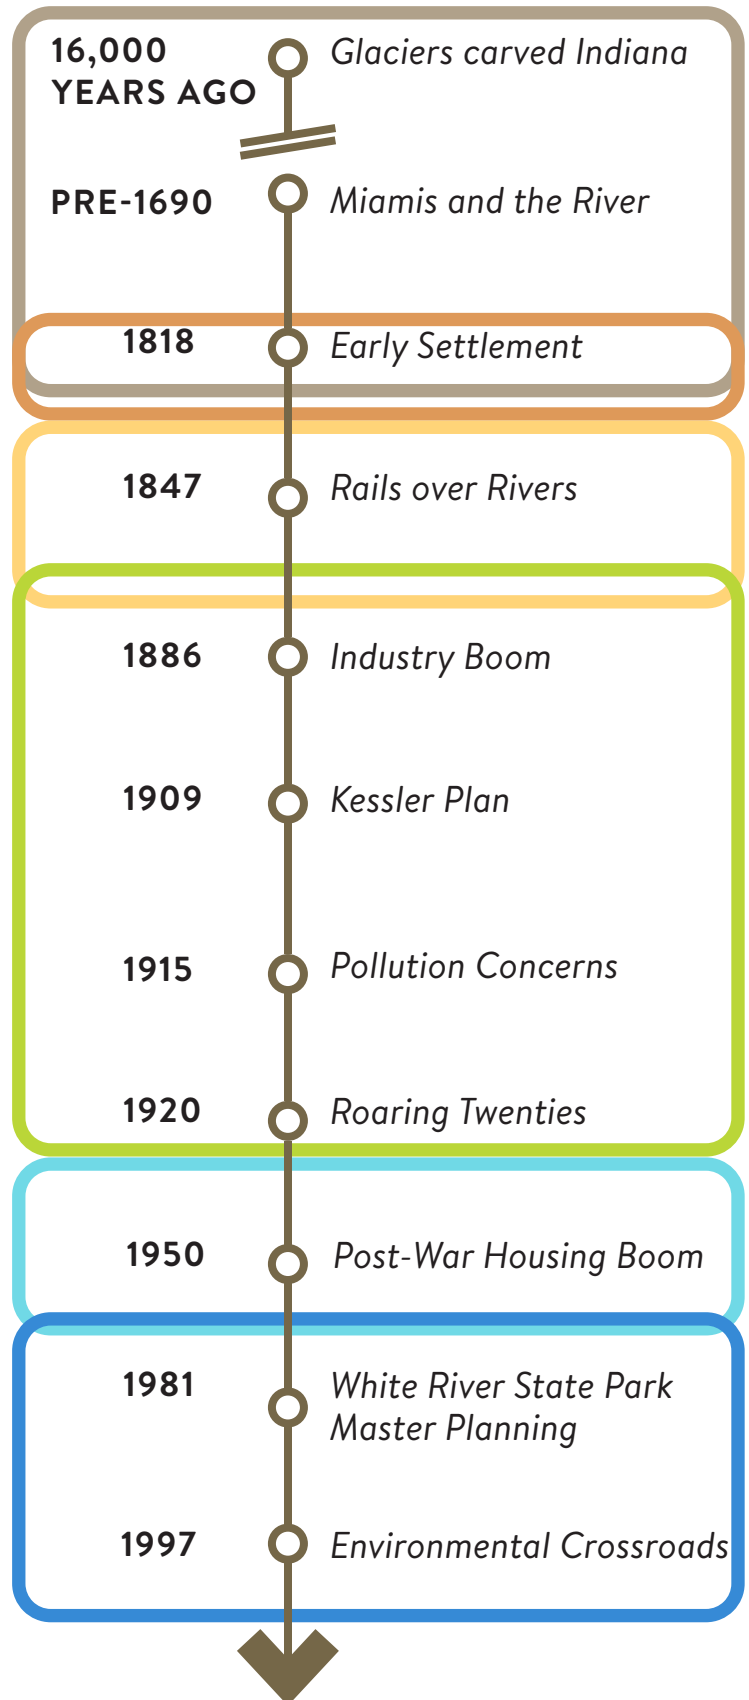 16,000
YEARS AGO
Glaciers carved Indiana
PRE-1690
Miamis and the River
1818
Early Settlement
1847
Rails over Rivers
1886
Industry Boom
1909
Kessler Plan
1915
Pollution Concerns
1920
Roaring Twenties
1950
Post-War Housing Boom
1981
White River State Park
Master Planning
1997
Environmental Crossroads